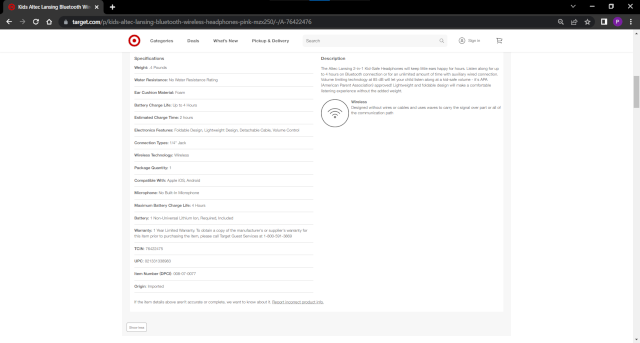 Kids Altec Lansing Bluetooth Wir
target.com/p/kids-altec-lansing-bluetooth-wireless-headphones-pink-mzx250/-/A-76422476
Categories Deals What's New Pickup & Delivery Search Sign in
Specifications
Weight: .4 Pounds
Water Resistance: No Water Resistance Rating
Ear Cushion Material: Foam
Battery Charge Life: Up to 4 Hours
Estimated Charge Time: 2 hours
Electronics Features: Foldable Design, Lightweight Design, Detachable Cable, Volume Control
Connection Types: 1/4" Jack
Wireless Technology: Wireless
Package Quantity: 1
Compatible With: Apple iOS, Android
Microphone: No Built-In Microphone
Maximum Battery Charge Life: 4 Hours
Battery: 1 Non-Universal Lithium Ion, Required, Included
Warranty: 1 Year Limited Warranty. To obtain a copy of the manufacturer's or supplier's warranty for
this item prior to purchasing the item, please call Target Guest Services at 1-800-591-3869
TCIN: 76422476
UPC:
Item Number (DPCI):
Origin: Imported
If the item details above aren't accurate or complete, we want to know about it. Report incorrect product info.
Show less
Description
The Altec Lansing 2-in-1 Kid Safe Headphones will keep little ears happy for hours. Listen along for up
to 4 hours on Bluetooth connection or for an unlimited amount of time with auxiliary wired connection.
Volume limiting technology at 85 dB will let your child listen along at a kid-safe volume - it's APA
(American Parent Association) approved! Lightweight and foldable design will make a comfortable
listening experience without the added weight.
Wireless
Designed without wires or cables and uses waves to carry the signal over part or all of
the communication path